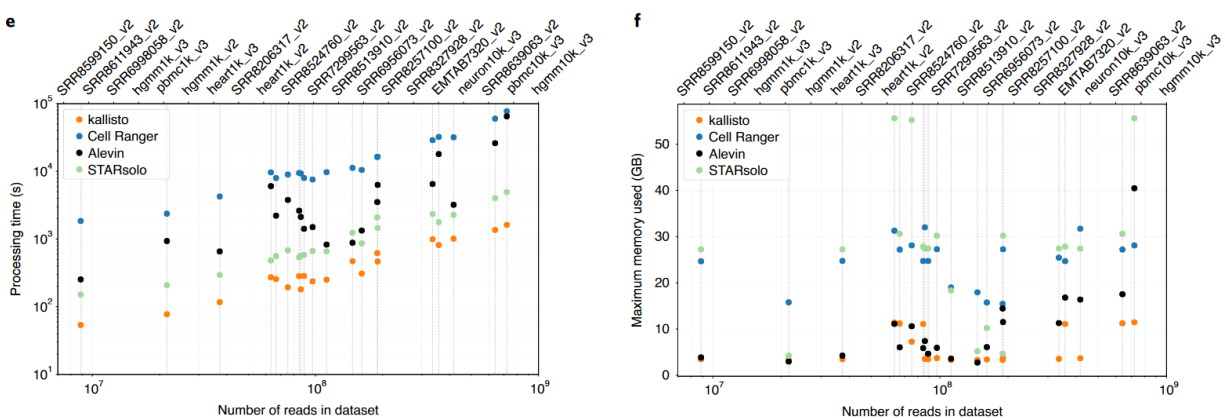 e
SRR8599150_v2
SRR8611943_v2
SRR6998058_v2
hgmm1k_v3
pbmc1k_v3
hgmm1k_v2
heart1k_v3
SRR8206317_v2
heart1k_v2
SRR8524760_v2
SRR7299563_v2
SRR8513910_v2
SRR6956073_v2
SRR8257100_v2
SRR8327928_v2
EMTAB7320_v2
neuron10k_v3
SRR8639063_v2
pbmc10k_v3
hgmm10k_v3
kallisto
Cell Ranger
Alevin
STARsolo
Processing time (s)
10^5
10^4
10^3
10^2
10^1
10^7
10^8
10^9
Number of reads in dataset
f
SRR8599150_v2
SRR8611943_v2
SRR6998058_v2
hgmm1k_v3
pbmc1k_v3
hgmm1k_v2
heart1k_v3
SRR8206317_v2
heart1k_v2
SRR8524760_v2
SRR7299563_v2
SRR8513910_v2
SRR6956073_v2
SRR8257100_v2
SRR8327928_v2
EMTAB7320_v2
neuron10k_v3
SRR8639063_v2
pbmc10k_v3
hgmm10k_v3
kallisto
Cell Ranger
Alevin
STARsolo
Maximum memory used (GB)
50
40
30
20
10
0
10^7
10^8
10^9
Number of reads in dataset